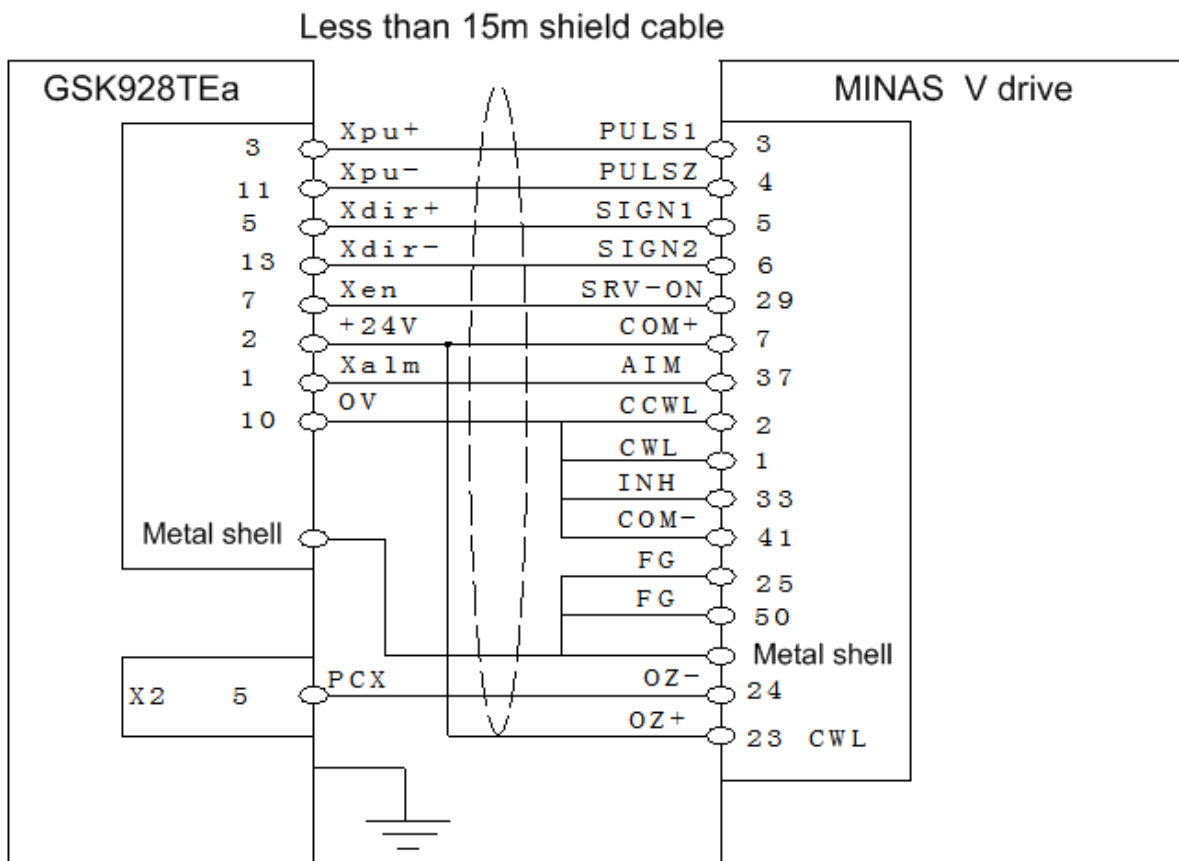 Less than 15m shield cable
GSK928TEa
MINAS V drive
3 Xpu+ PULS1 3
11 Xpu- PULSZ 4
5 Xdir+ SIGN1 5
13 Xdir- SIGN2 6
7 Xen SRV-ON 29
2 +24V COM+ 7
1 Xalm AIM 37
10 0V CCWL 2
CWL 1
INH 33
COM- 41
Metal shell
FG 25
FG 50
Metal shell
X2 5 PCX OZ- 24
OZ+ 23 CWL